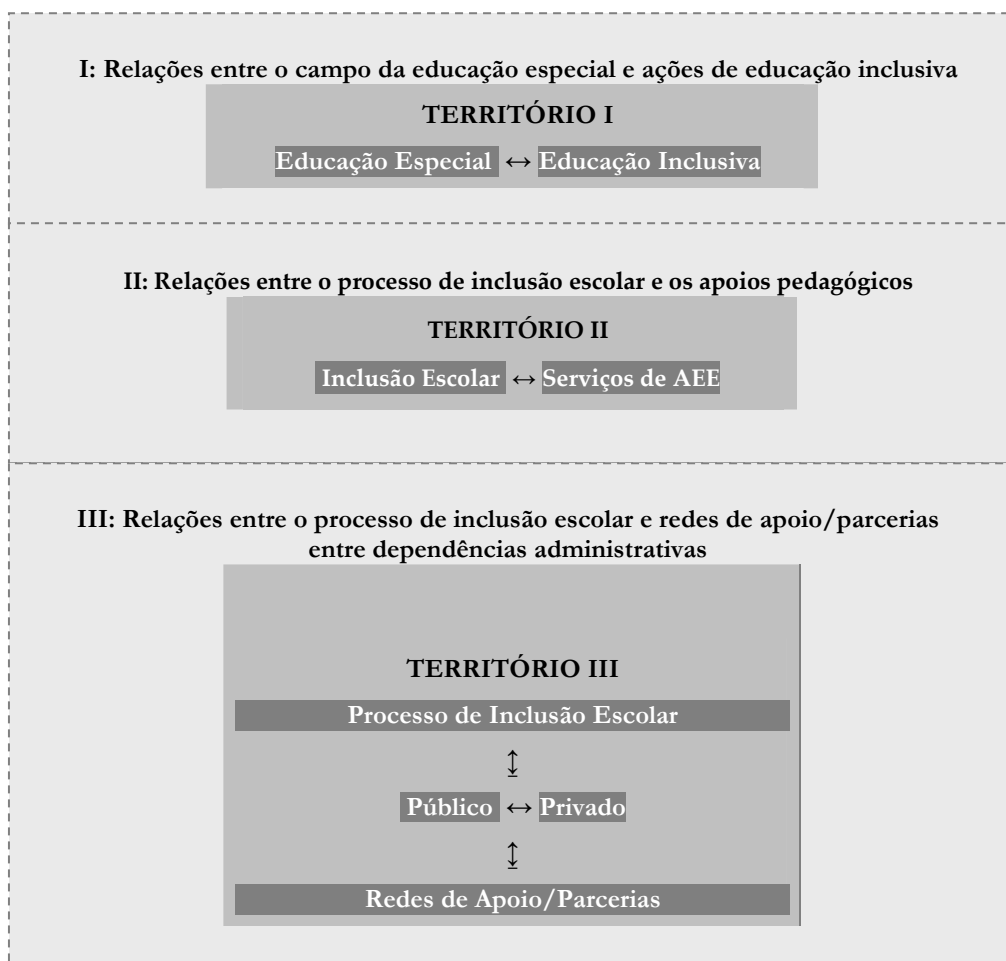 I: Relações entre o campo da educação especial e ações de educação inclusiva
TERRITÓRIO I
Educação Especial ↔ Educação Inclusiva
II: Relações entre o processo de inclusão escolar e os apoios pedagógicos
TERRITÓRIO II
Inclusão Escolar ↔ Serviços de AEE
III: Relações entre o processo de inclusão escolar e redes de apoio/parcerias
entre dependências administrativas
TERRITÓRIO III
Processo de Inclusão Escolar
↨
Público ↔ Privado
↨
Redes de Apoio/Parcerias